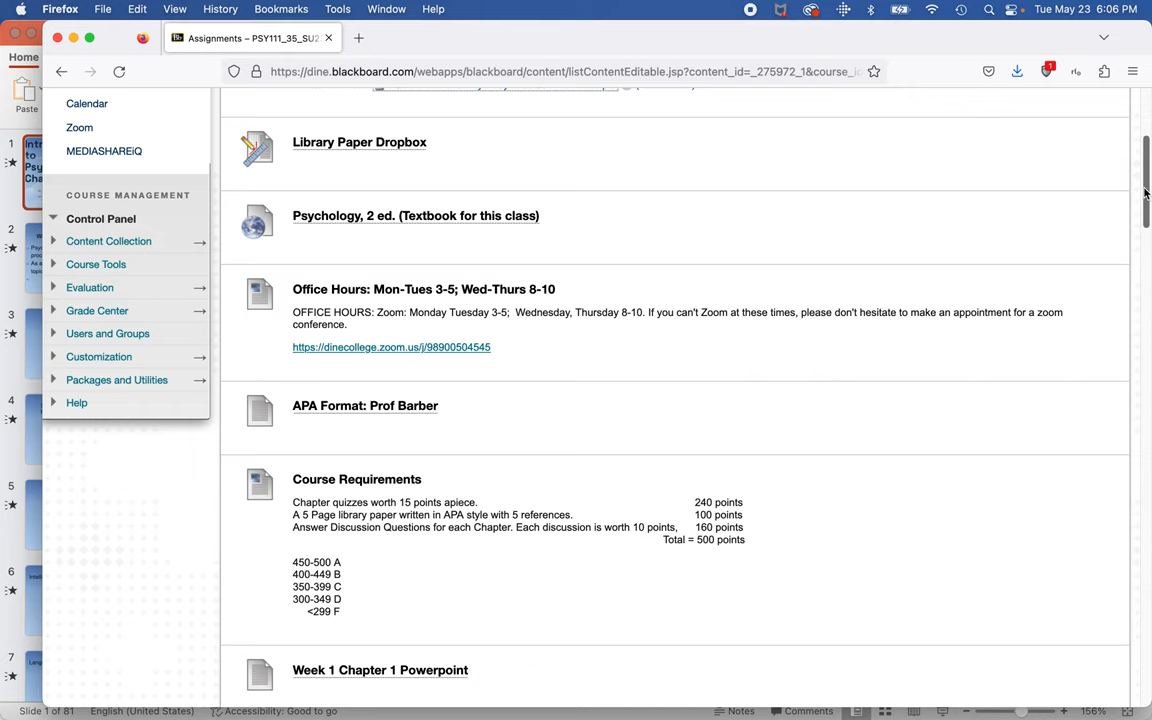 Firefox File Edit View History Bookmarks Tools Window Help Tue May 23 6:06 PM
Assignments – PSY111_35_SU2
Home
https://dine.blackboard.com/webapps/blackboard/content/listContentEditable.jsp?content_id=_275972_1&course_i
1
Paste
Calendar
Zoom
MEDIASHAREiQ
COURSE MANAGEMENT
Control Panel
Content Collection
Course Tools
Evaluation
Grade Center
Users and Groups
Customization
Packages and Utilities
Help
Library Paper Dropbox
Psychology, 2 ed. (Textbook for this class)
Office Hours: Mon-Tues 3-5; Wed-Thurs 8-10
OFFICE HOURS: Zoom: Monday Tuesday 3-5; Wednesday, Thursday 8-10. If you can't Zoom at these times, please don't hesitate to make an appointment for a zoom
conference.
https://dinecollege.zoom.us/j/98900504545
APA Format: Prof Barber
Course Requirements
Chapter quizzes worth 15 points apiece. 240 points
A 5 Page library paper written in APA style with 5 references. 100 points
Answer Discussion Questions for each Chapter. Each discussion is worth 10 points, 160 points
Total = 500 points
450-500 A
400-449 B
350-399 C
300-349 D
<299 F
Week 1 Chapter 1 Powerpoint
1
2
3
4
5
6
7
Slide 1 of 81 English (United States) Accessibility: Good to go Notes Comments 156%